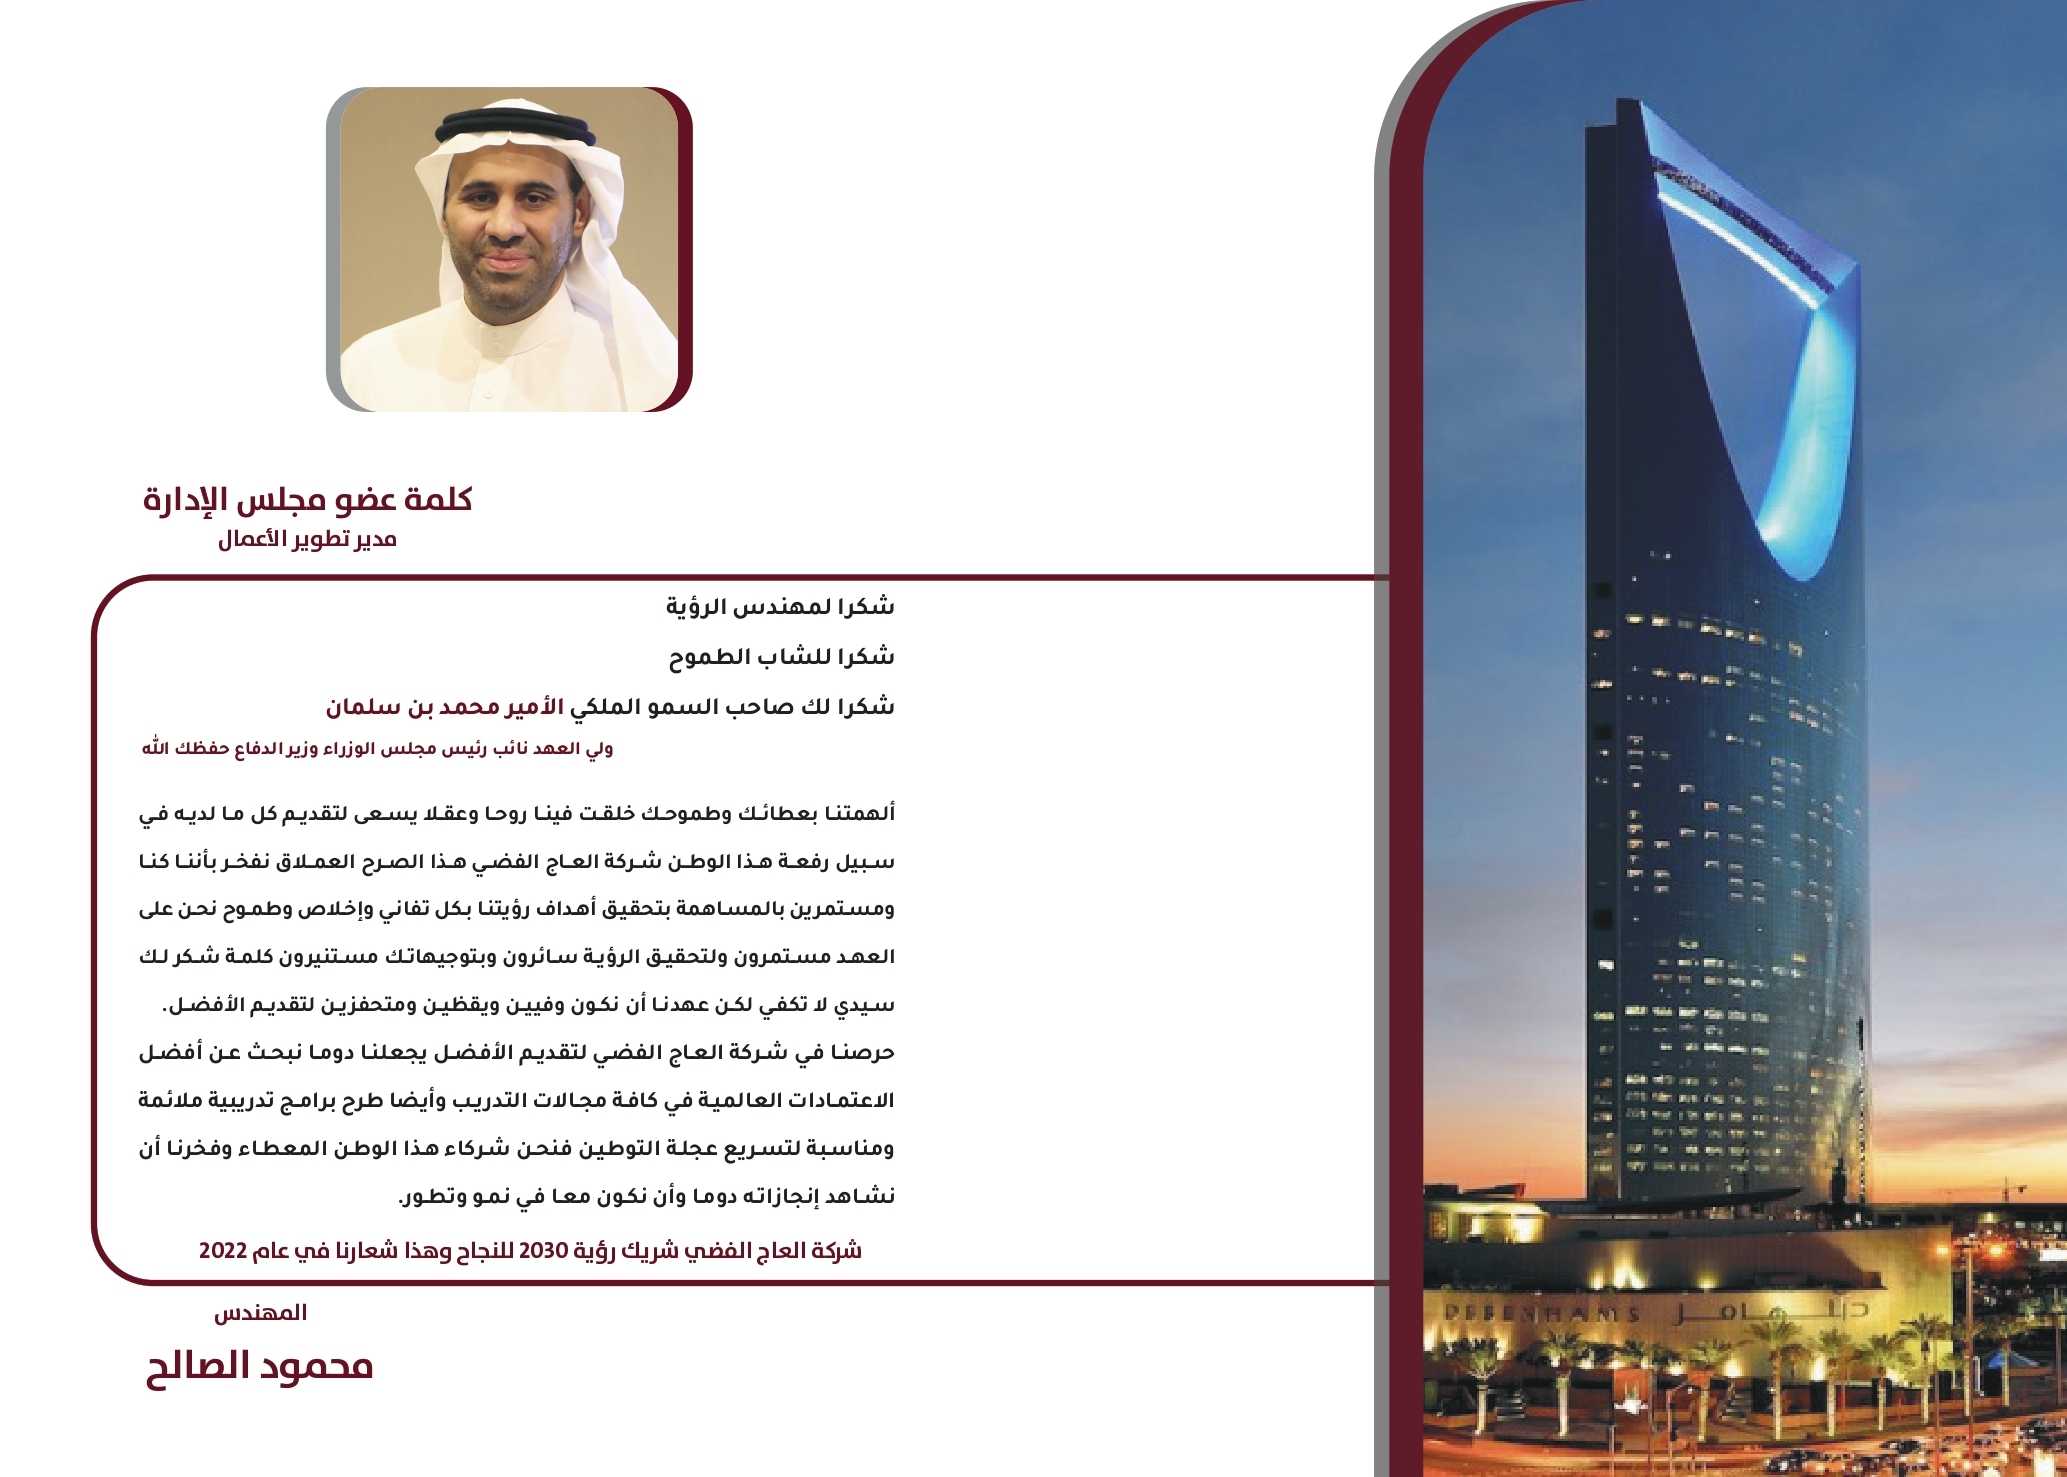 كلمة عضو مجلس الإدارة
مدير تطوير الأعمال
شكرا لمهندس الرؤية
شكرا للشاب الطموح
شكرا لك صاحب السمو الملكي الأمير محمد بن سلمان
ولي العهد نائب رئيس مجلس الوزراء وزير الدفاع حفظك الله
ألهمتنا بعطائك وطموحك خلقت فينا روحا وعقلا يسعى لتقديم كل ما لديه في
سبيل رفعة هذا الوطن شركة العاج الفضي هذا الصرح العملاق نفخر بأننا كنا
ومستمرين بالمساهمة بتحقيق أهداف رؤيتنا بكل تفاني وإخلاص وطموح نحن على
العهد مستمرون ولتحقيق الرؤية سائرون وبتوجيهاتك مستنيرون كلمة شكر لك
سيدي لا تكفي لكن عهدنا أن نكون وفيين ويقظين ومتحفزين لتقديم الأفضل.
حرصنا في شركة العاج الفضي لتقديم الأفضل يجعلنا دوما نبحث عن أفضل
الاعتمادات العالمية في كافة مجالات التدريب وأيضا طرح برامج تدريبية ملائمة
ومناسبة لتسريع عجلة التوطين فنحن شركاء هذا الوطن المعطاء وفخرنا أن
نشاهد إنجازاته دوما وأن نكون معا في نمو وتطور.
شركة العاج الفضي شريك رؤية 2030 للنجاح وهذا شعارنا في عام 2022
المهندس
محمود الصالح
DEBENHAMS